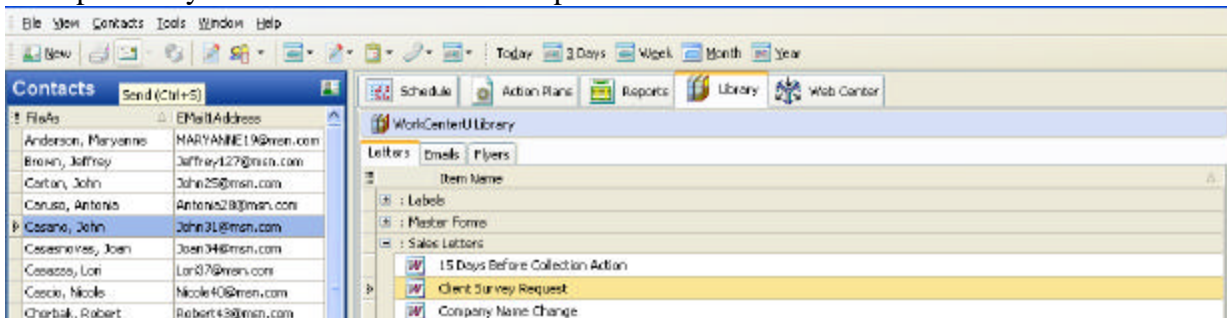 File View Contacts Tools Window Help
New Today 3 Days Week Month Year
Contacts
Send (Ctrl+S)
Schedule Action Plans Reports Library Web Center
FileAs EMail1Address
WorkCenterU Library
Anderson, Maryanne MARYANNE19@msn.com
Letters Emails Flyers
Brown, Jeffrey Jeffrey127@msn.com
Item Name
Carton, John John25@msn.com
: Labels
Caruso, Antonia Antonia28@msn.com
: Master Forms
Casano, John John31@msn.com
: Sales Letters
Casasnovas, Joan Joan34@msn.com
15 Days Before Collection Action
Casazza, Lori Lori37@msn.com
Client Survey Request
Cascio, Nicole Nicole40@msn.com
Company Name Change
Chorbak, Robert Robert43@msn.com